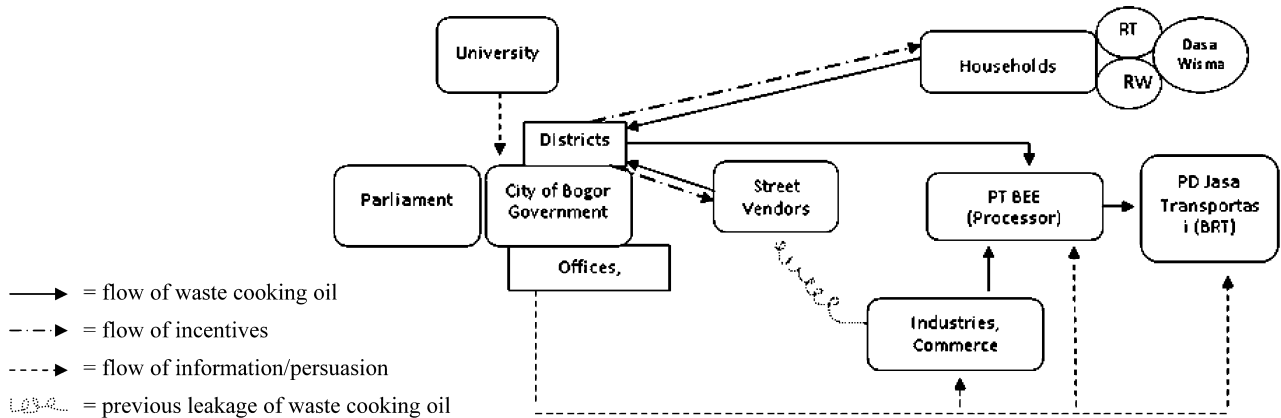 University
Households
RT
RW
Dasa
Wisma
Districts
Parliament
City of Bogor
Government
Street
Vendors
PT BEE
(Processor)
PD Jasa
Transportas
i (BRT)
Offices,
Industries,
Commerce
= flow of waste cooking oil
= flow of incentives
= flow of information/persuasion
= previous leakage of waste cooking oil